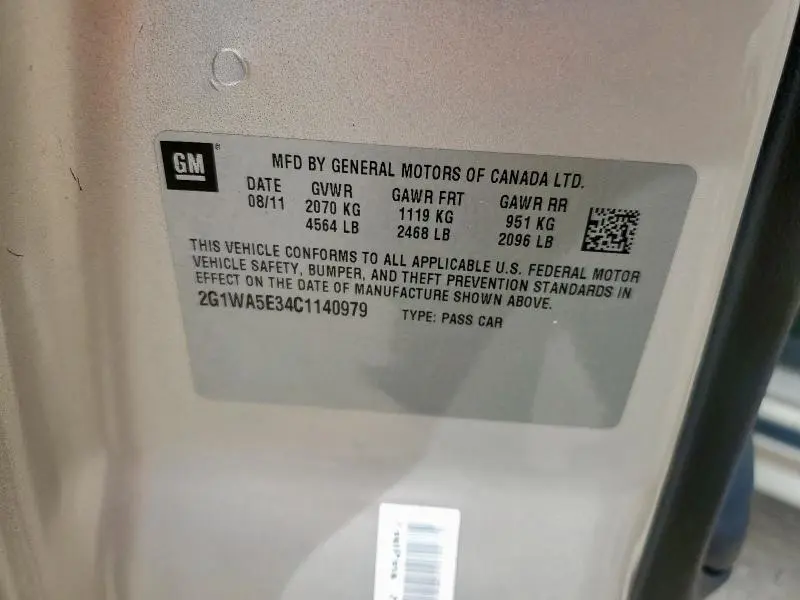 GM
MFD BY GENERAL MOTORS OF CANADA LTD.
DATE GVWR GAWR FRT GAWR RR
08/11 2070 KG 1119 KG 951 KG
4564 LB 2468 LB 2096 LB
THIS VEHICLE CONFORMS TO ALL APPLICABLE U.S. FEDERAL MOTOR
VEHICLE SAFETY, BUMPER, AND THEFT PREVENTION STANDARDS IN
EFFECT ON THE DATE OF MANUFACTURE SHOWN ABOVE.
2G1WA5E34C1140979 TYPE: PASS CAR